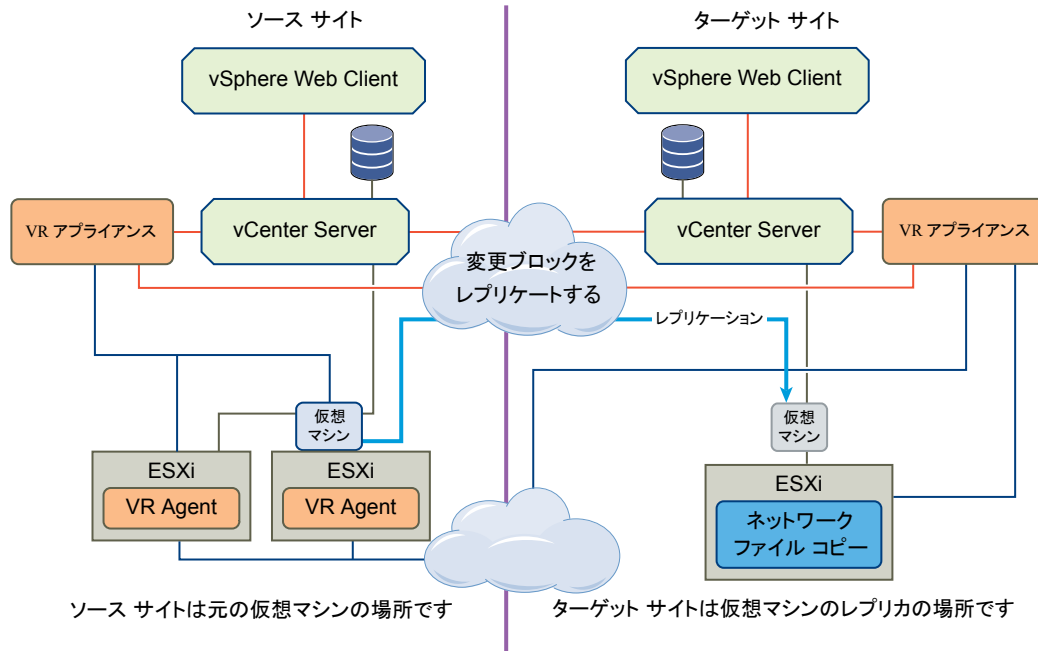 ソース サイト
ターゲット サイト
vSphere Web Client
vSphere Web Client
VR アプライアンス
vCenter Server
vCenter Server
VR アプライアンス
変更ブロックを
レプリケートする
レプリケーション
仮想
マシン
仮想
マシン
ESXi
VR Agent
ESXi
VR Agent
ESXi
ネットワーク
ファイル コピー
ソース サイトは元の仮想マシンの場所です
ターゲット サイトは仮想マシンのレプリカの場所です